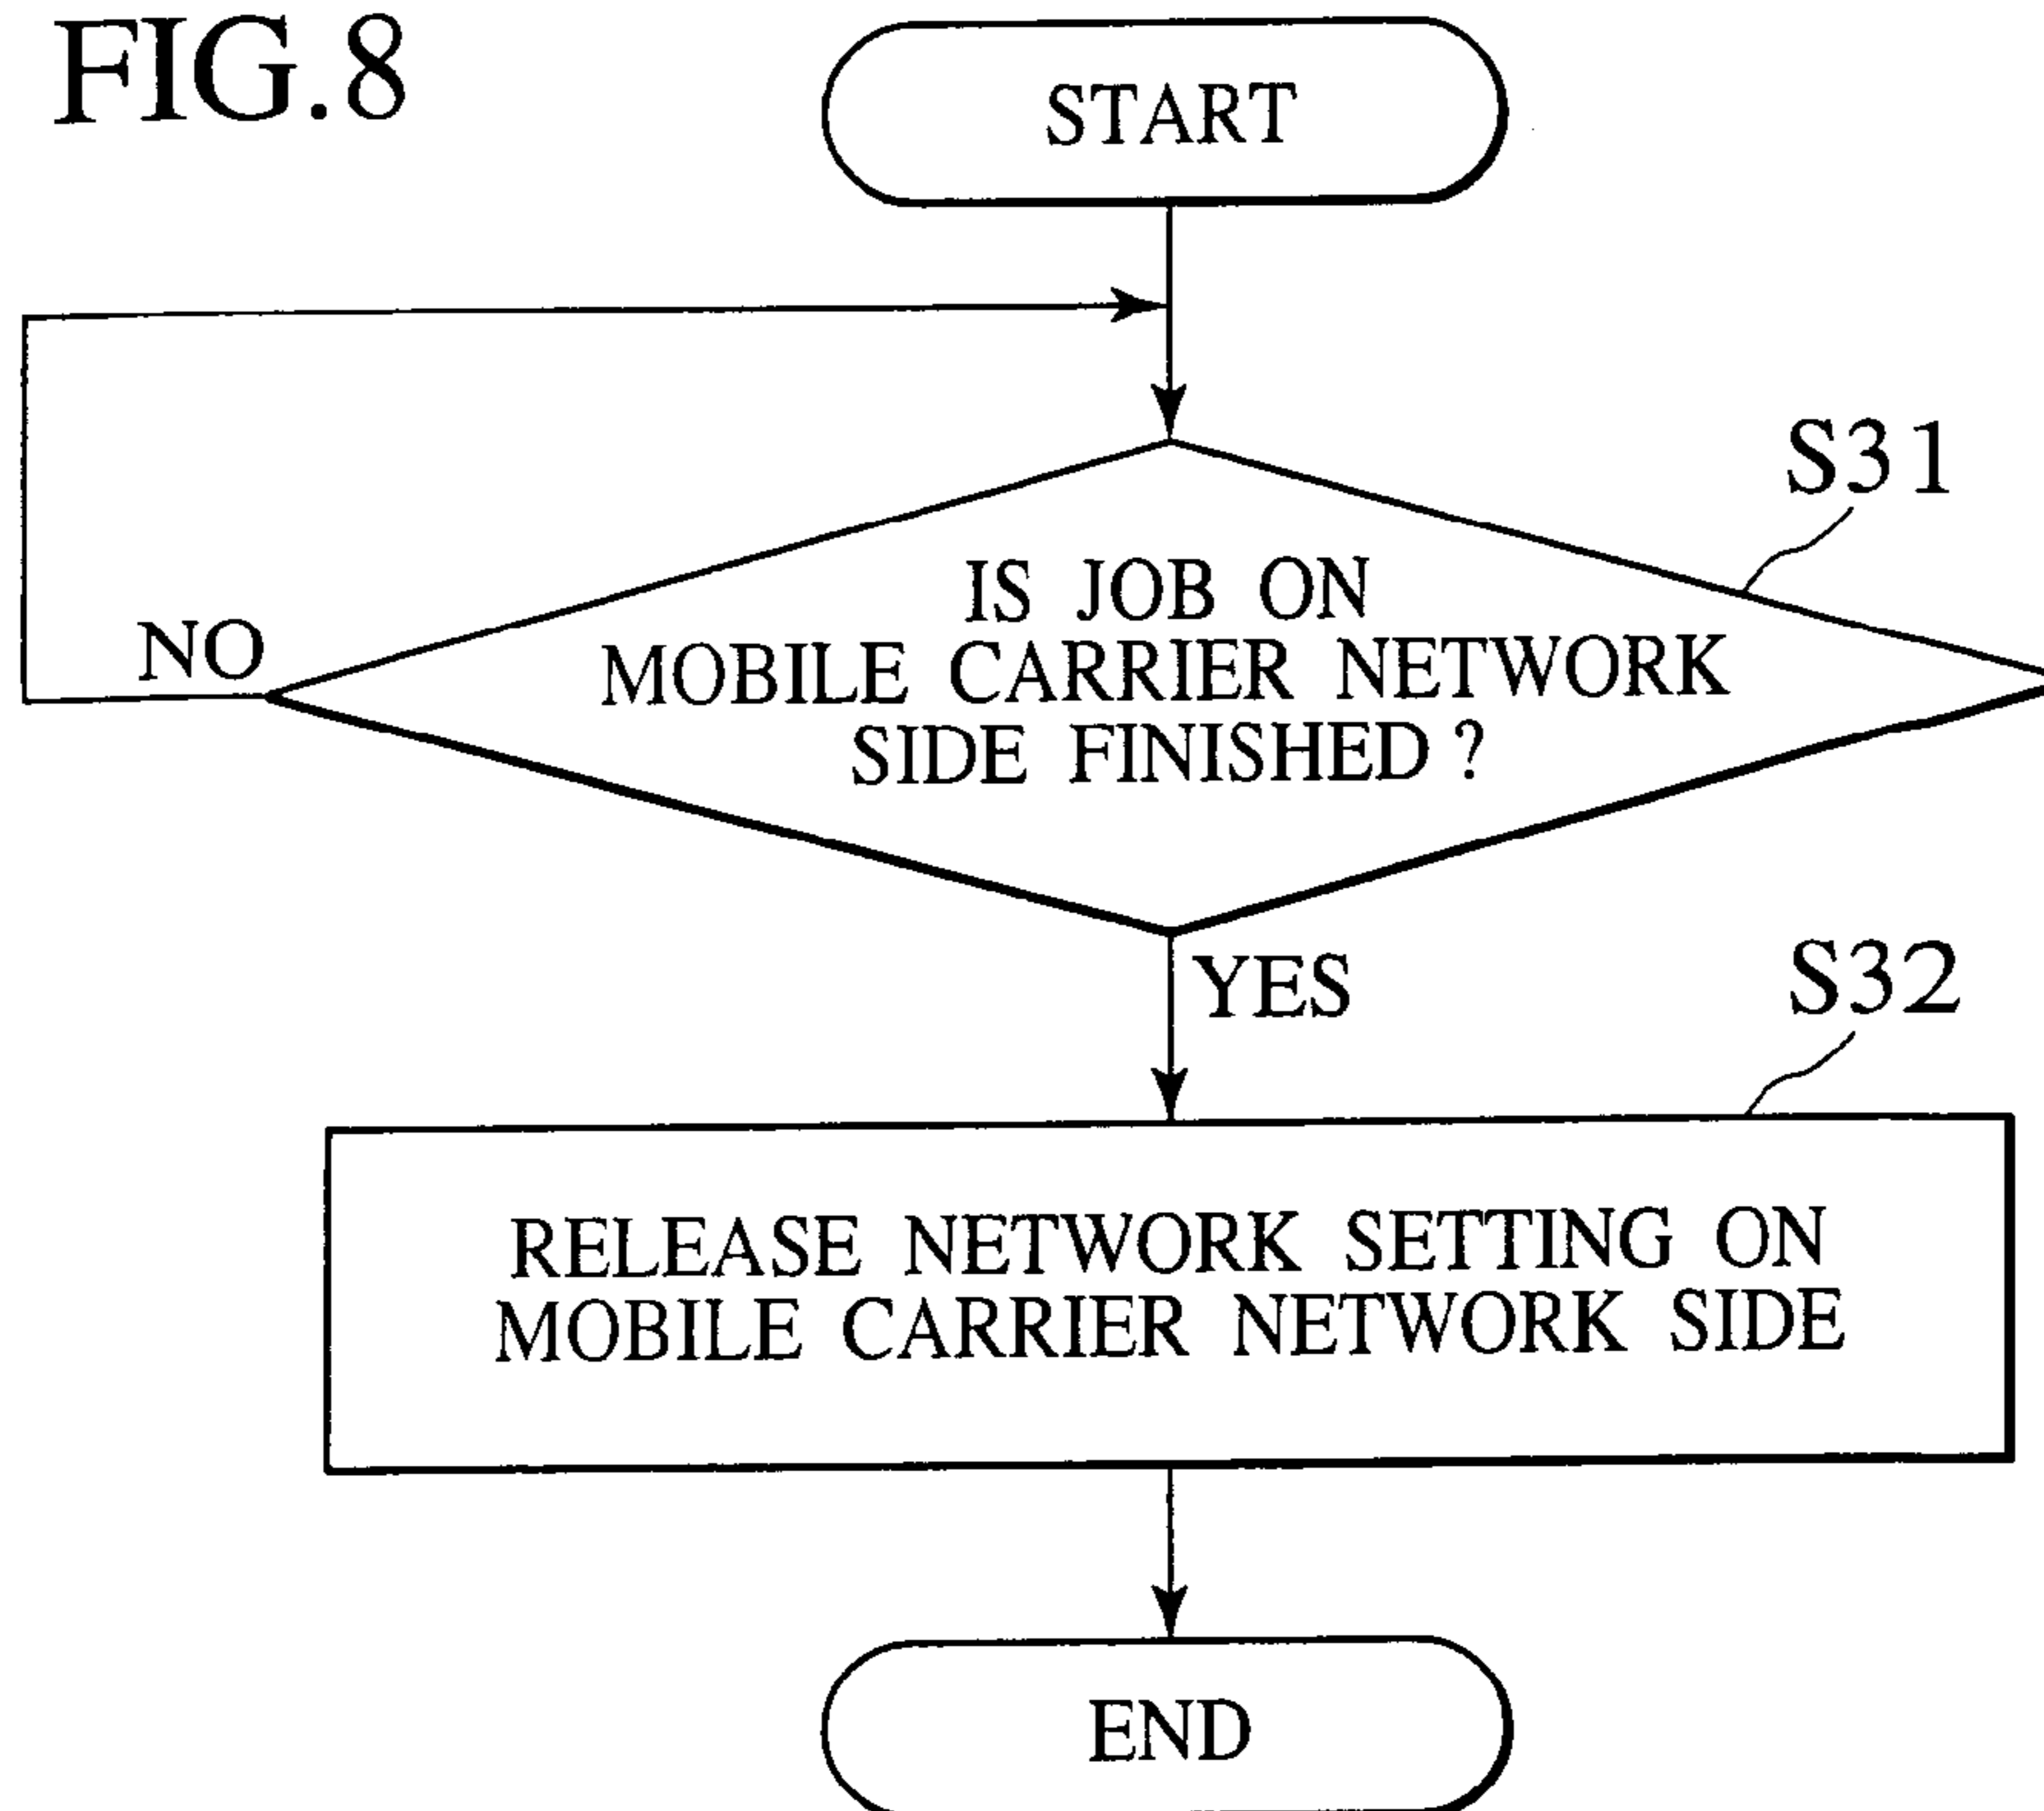 FIG.8
START
S31
IS JOB ON
MOBILE CARRIER NETWORK
SIDE FINISHED ?
NO
YES
S32
RELEASE NETWORK SETTING ON
MOBILE CARRIER NETWORK SIDE
END